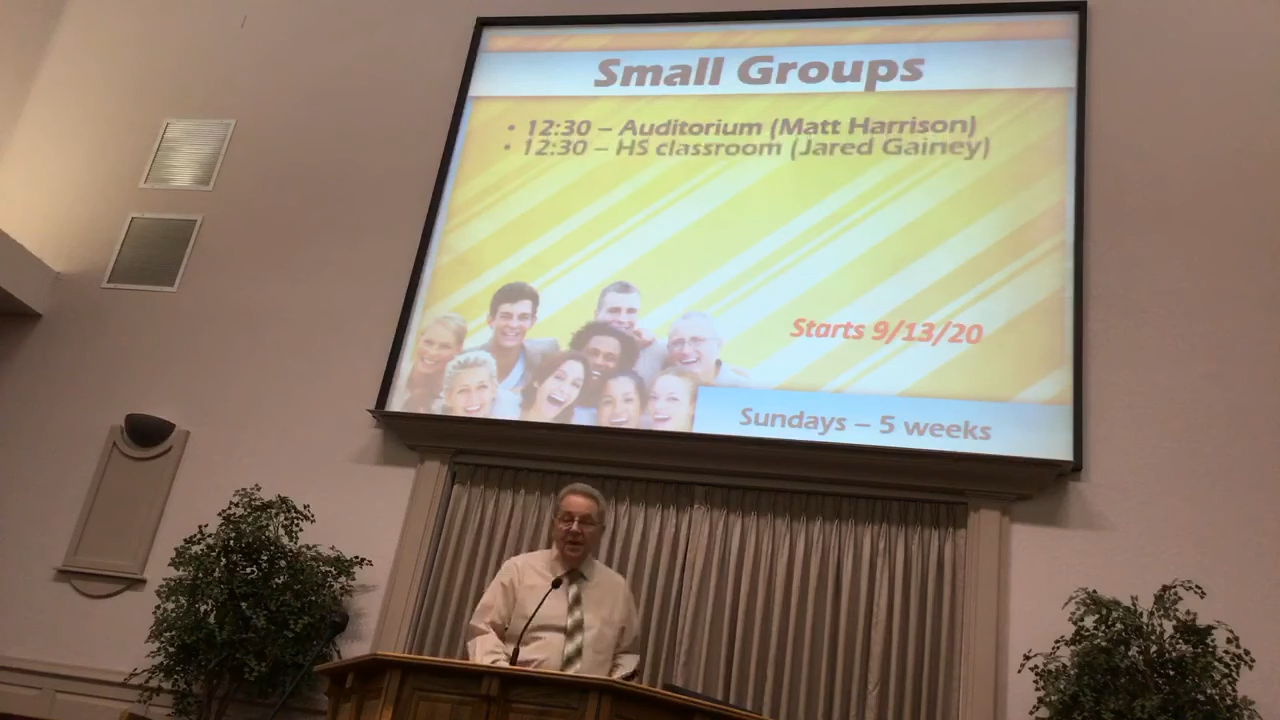 Small Groups
• 12:30 – Auditorium (Matt Harrison)
• 12:30 – HS classroom (Jared Gainey)
Starts 9/13/20
Sundays – 5 weeks